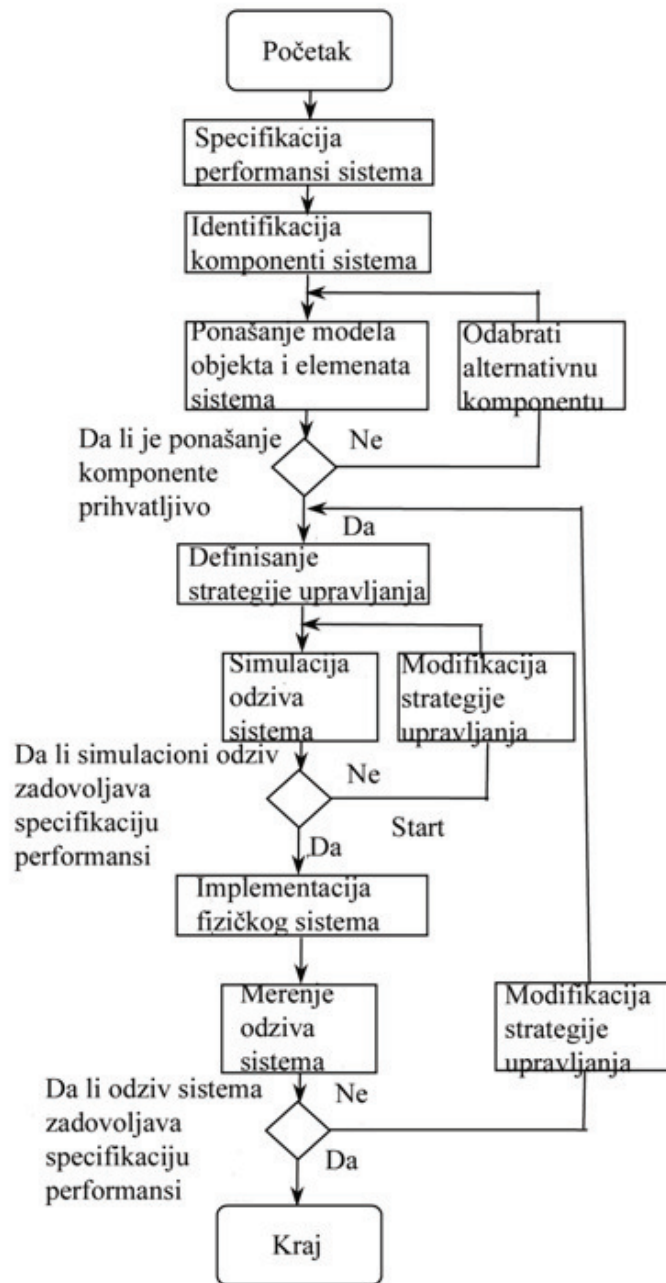 Početak
Specifikacija
performansi sistema
Identifikacija
komponenti sistema
Ponašanje modela
objekta i elemenata
sistema
Odabrati
alternativnu
komponentu
Da li je ponašanje
komponente
prihvatljivo
Ne
Da
Definisanje
strategije upravljanja
Simulacija
odziva
sistema
Modifikacija
strategije
upravljanja
Da li simulacioni odziv
zadovoljava
specifikaciju
performansi
Ne
Start
Da
Implementacija
fizičkog sistema
Merenje
odziva
sistema
Modifikacija
strategije
upravljanja
Da li odziv sistema
zadovoljava
specifikaciju
performansi
Ne
Da
Kraj